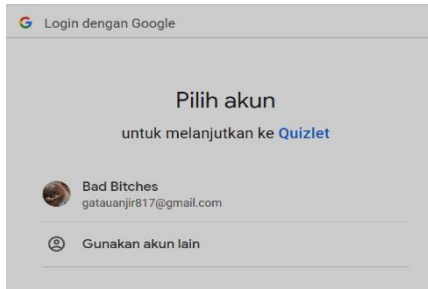 Login dengan Google
Pilih akun
untuk melanjutkan ke Quizlet
Bad Bitches
gatauanjir817@gmail.com
Gunakan akun lain